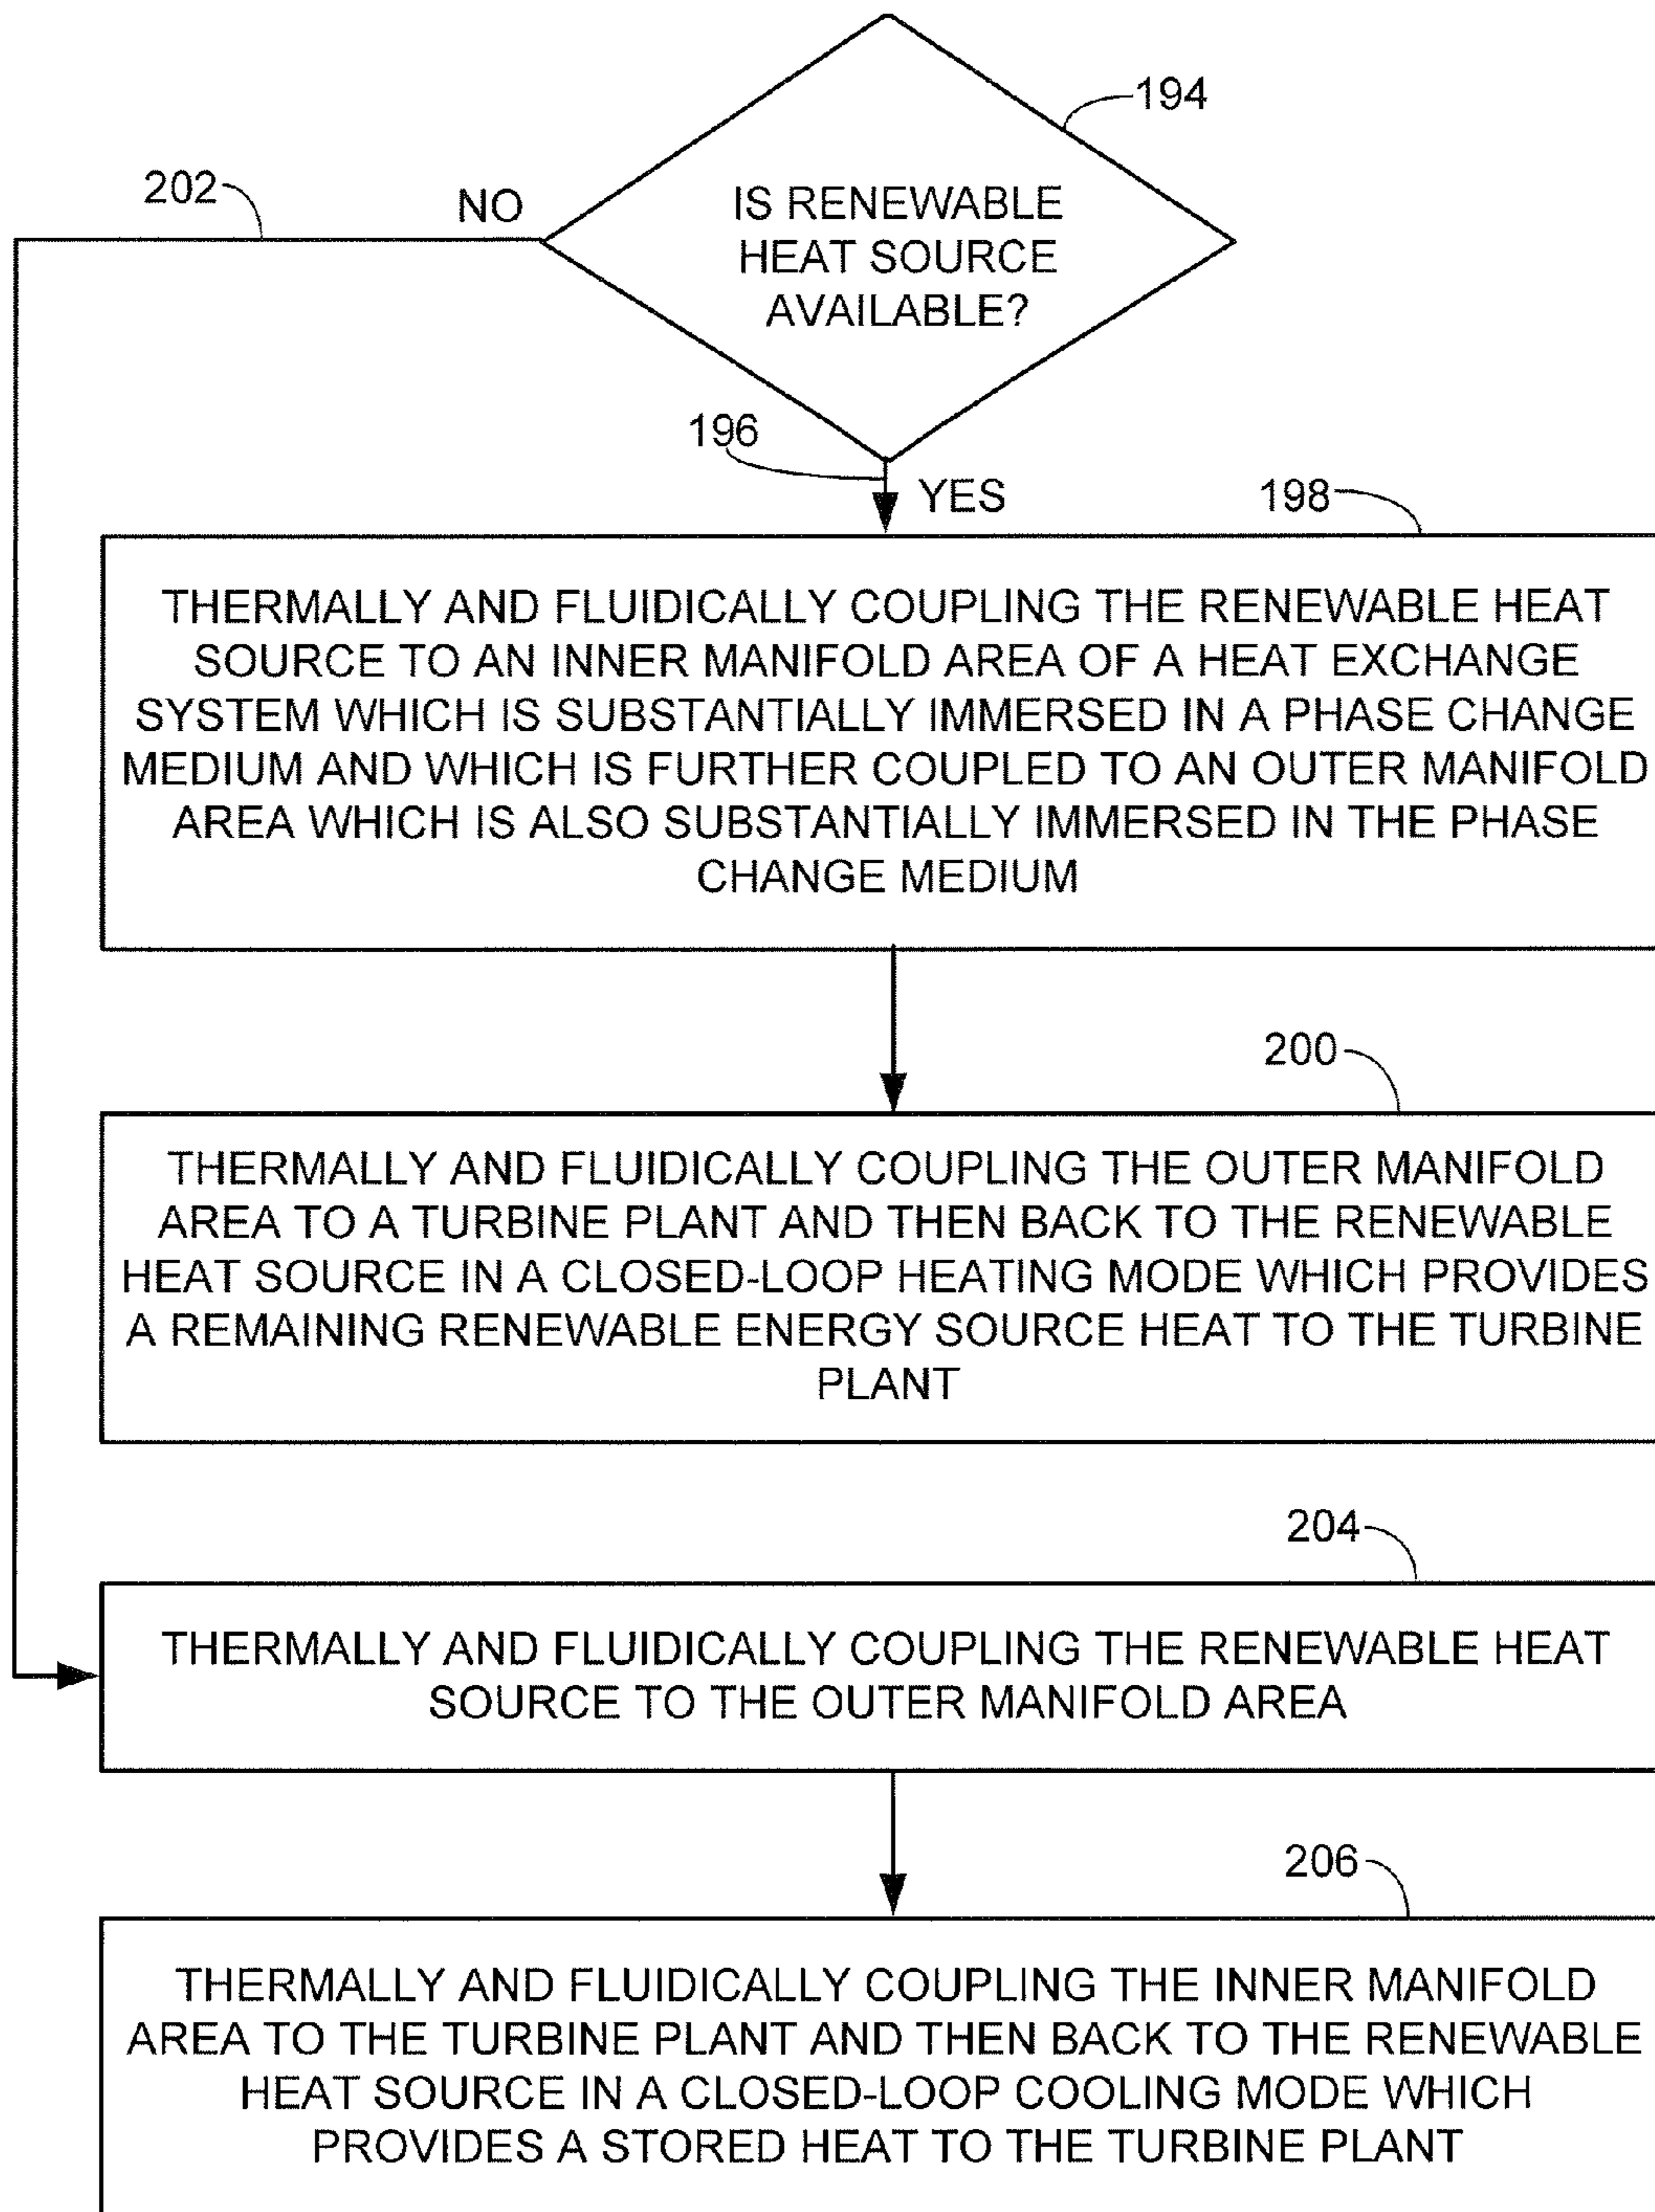 194
202
NO
IS RENEWABLE
HEAT SOURCE
AVAILABLE?
196
YES
198
THERMALLY AND FLUIDICALLY COUPLING THE RENEWABLE HEAT
SOURCE TO AN INNER MANIFOLD AREA OF A HEAT EXCHANGE
SYSTEM WHICH IS SUBSTANTIALLY IMMERSED IN A PHASE CHANGE
MEDIUM AND WHICH IS FURTHER COUPLED TO AN OUTER MANIFOLD
AREA WHICH IS ALSO SUBSTANTIALLY IMMERSED IN THE PHASE
CHANGE MEDIUM
200
THERMALLY AND FLUIDICALLY COUPLING THE OUTER MANIFOLD
AREA TO A TURBINE PLANT AND THEN BACK TO THE RENEWABLE
HEAT SOURCE IN A CLOSED-LOOP HEATING MODE WHICH PROVIDES
A REMAINING RENEWABLE ENERGY SOURCE HEAT TO THE TURBINE
PLANT
204
THERMALLY AND FLUIDICALLY COUPLING THE RENEWABLE HEAT
SOURCE TO THE OUTER MANIFOLD AREA
206
THERMALLY AND FLUIDICALLY COUPLING THE INNER MANIFOLD
AREA TO THE TURBINE PLANT AND THEN BACK TO THE RENEWABLE
HEAT SOURCE IN A CLOSED-LOOP COOLING MODE WHICH
PROVIDES A STORED HEAT TO THE TURBINE PLANT